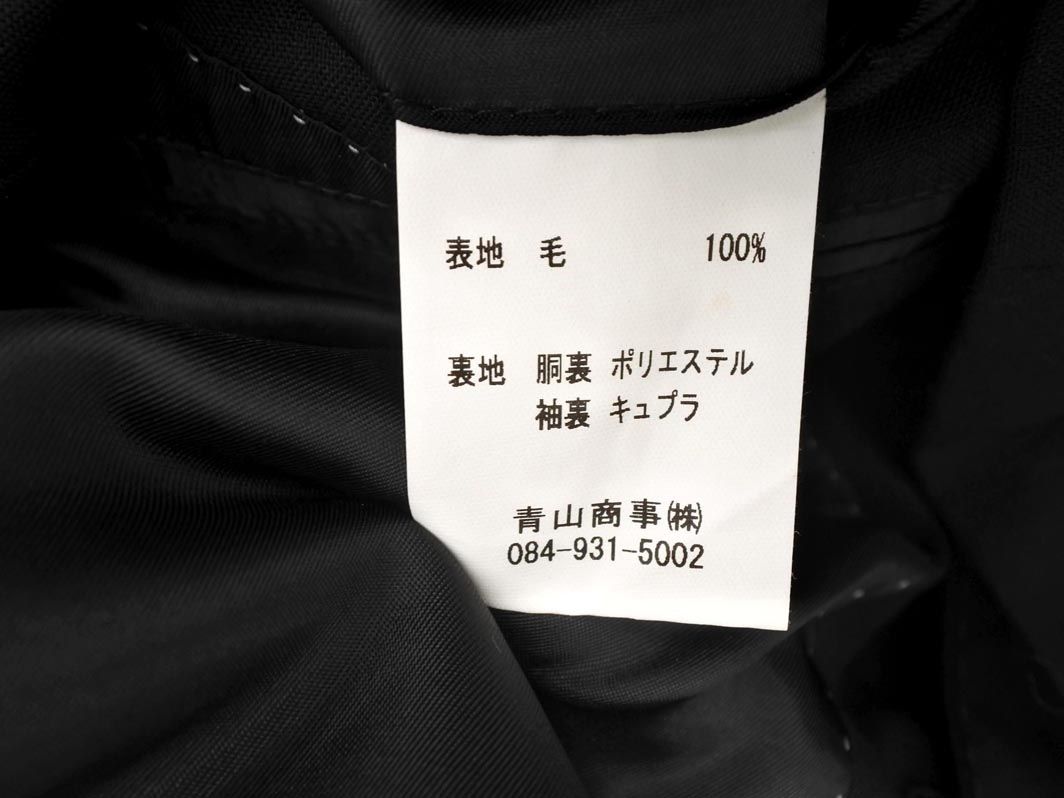 表地 毛 100%
裏地 胴裏 ポリエステル
袖裏 キュプラ
青山商事㈱
084-931-5002